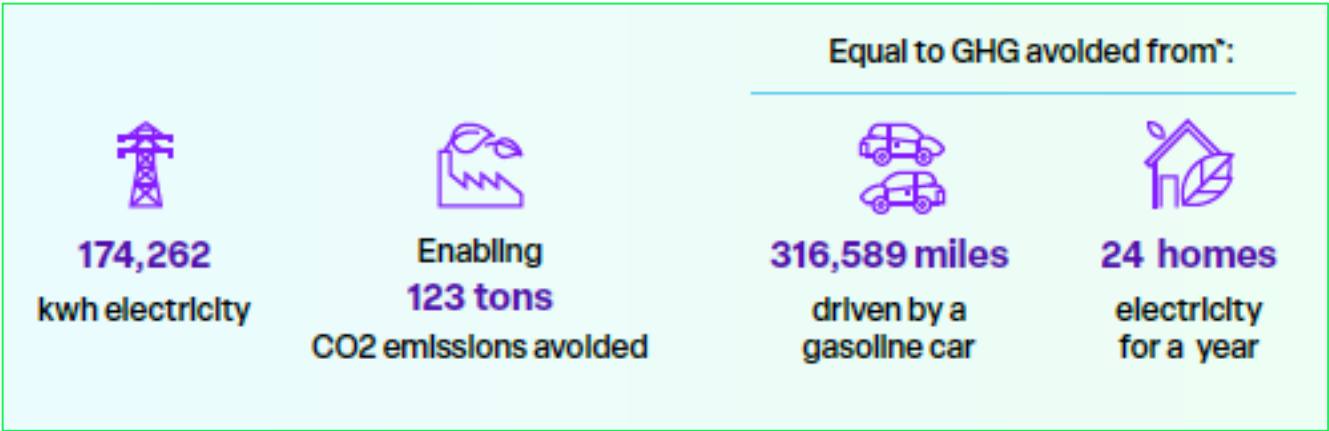 Equal to GHG avoided from*:
174,262
kwh electricity
Enabling
123 tons
CO2 emissions avoided
316,589 miles
driven by a
gasoline car
24 homes
electricity
for a year